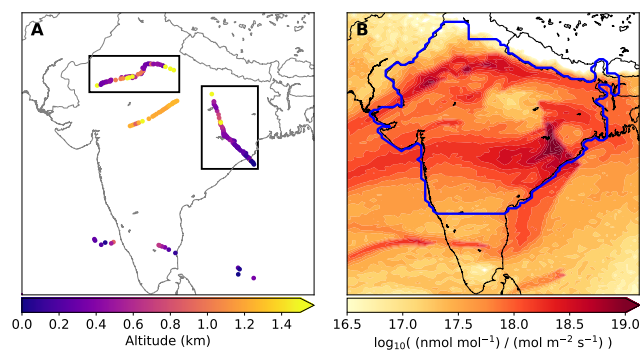 A
B
0.0 0.2 0.4 0.6 0.8 1.0 1.2 1.4
Altitude (km)
16.5 17.0 17.5 18.0 18.5 19.0
log₁₀( (nmol mol⁻¹) / (mol m⁻² s⁻¹) )